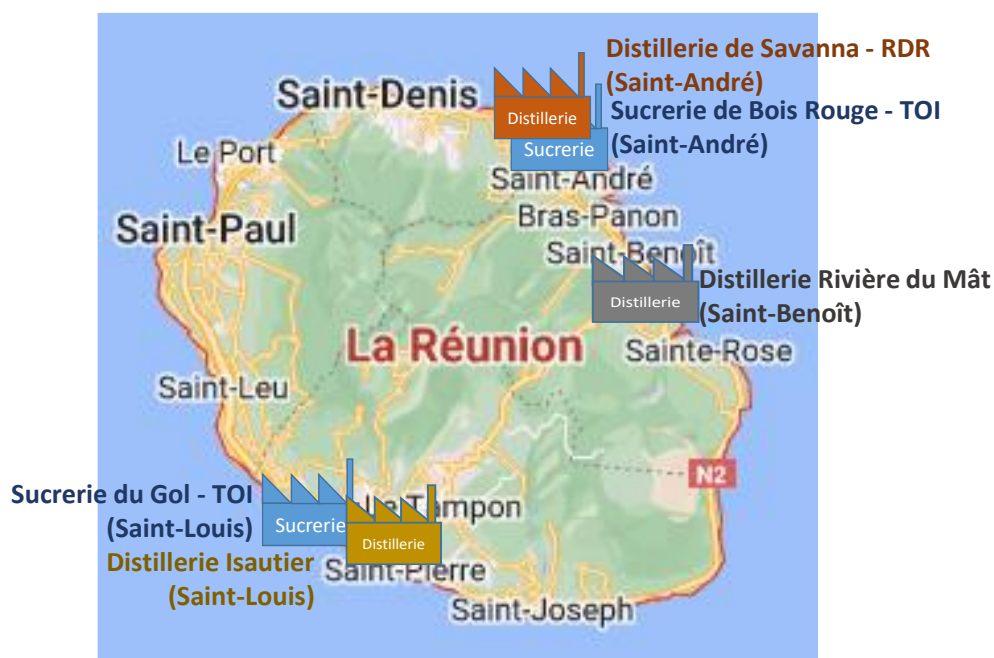 Distillerie de Savanna - RDR
(Saint-André)
Saint-Denis
Distillerie
Sucrerie de Bois Rouge - TOI
(Saint-André)
Sucrerie
Le Port
Saint-André
Bras-Panon
Saint-Paul
Saint-Benoît
Distillerie Rivière du Mât
(Saint-Benoît)
Distillerie
La Réunion
Sainte-Rose
Saint-Leu
N2
Sucrerie du Gol - TOI
(Saint-Louis)
Sucrerie
Le Tampon
Distillerie
Distillerie Isautier
(Saint-Louis)
Saint-Pierre
Saint-Joseph